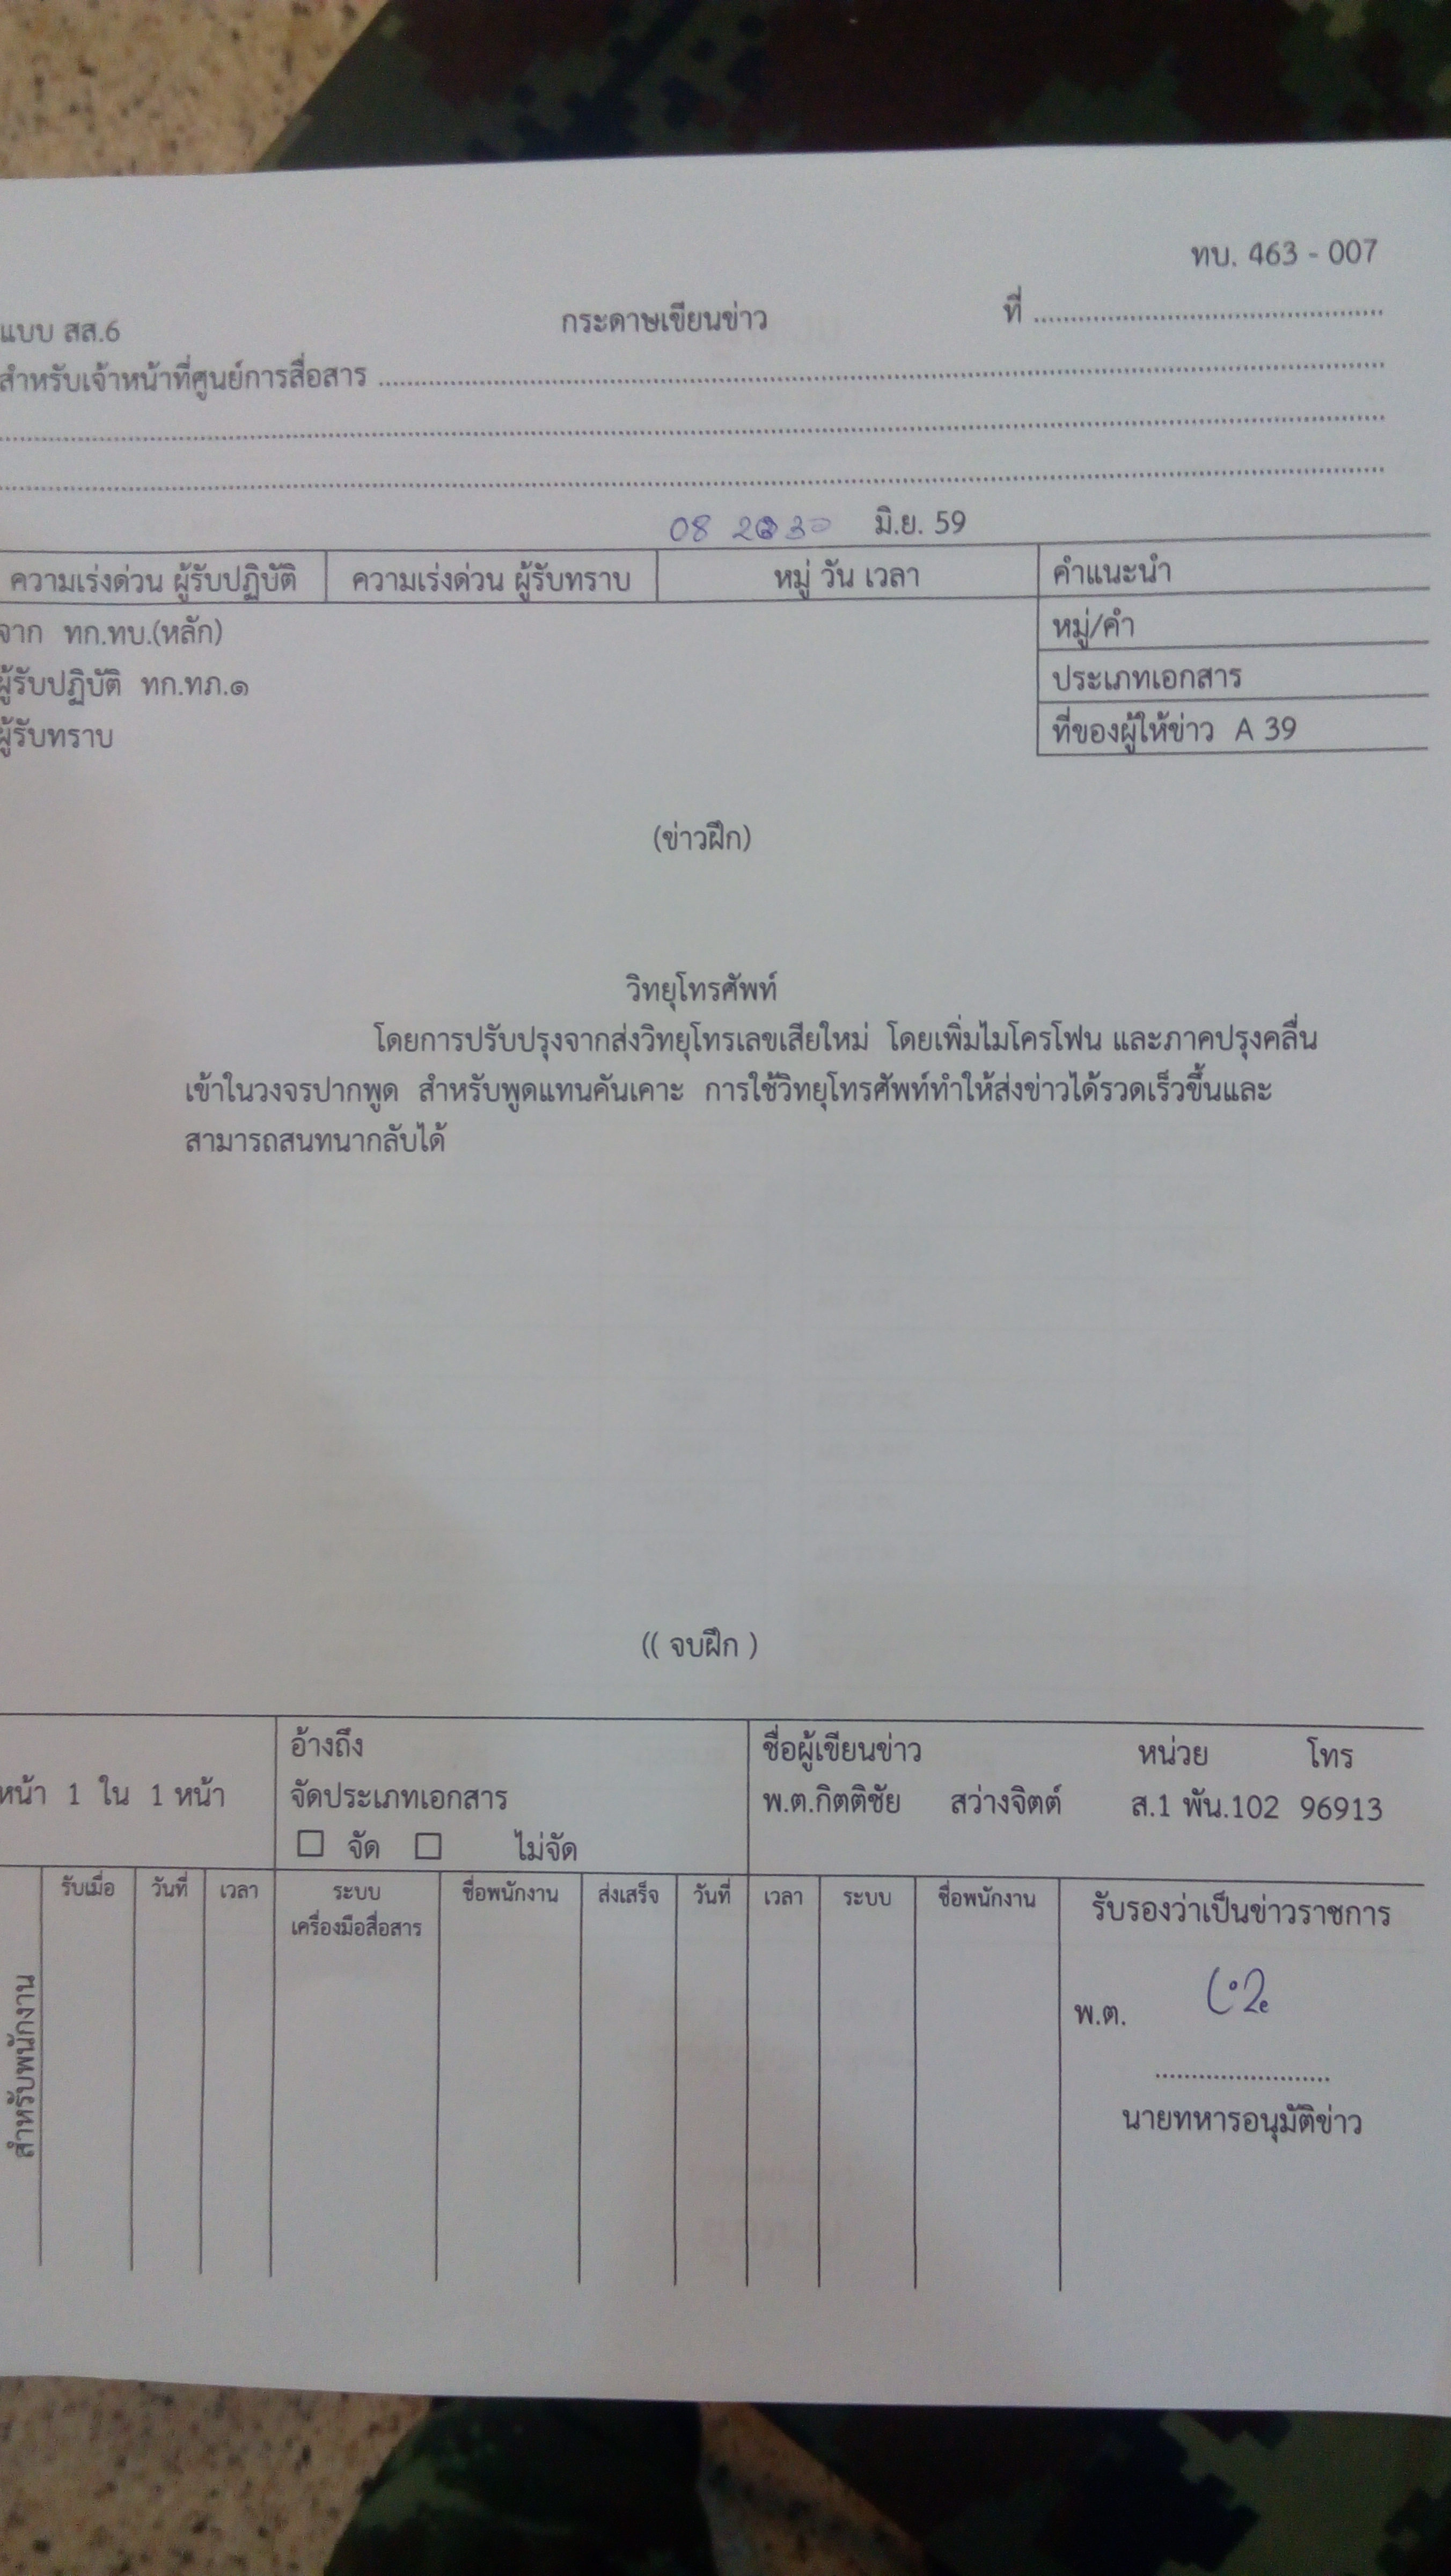 ทบ. 463 - 007
แบบ สส.6 กระดาษเขียนข่าว ที่ ................................................
สำหรับเจ้าหน้าที่ศูนย์การสื่อสาร ................................................
มิ.ย. 59
ความเร่งด่วน ผู้รับปฏิบัติ ความเร่งด่วน ผู้รับทราบ หมู่ วัน เวลา คำแนะนำ
จาก ทก.ทบ.(หลัก) หมู่/คำ
ผู้รับปฏิบัติ ทก.ทภ.๑ ประเภทเอกสาร
ผู้รับทราบ ที่ของผู้ให้ข่าว A 39
(ข่าวฝึก)
วิทยุโทรศัพท์
โดยการปรับปรุงจากส่งวิทยุโทรเลขเสียใหม่ โดยเพิ่มไมโครโฟน และภาคปรุงคลื่น
เข้าในวงจรปากพูด สำหรับพูดแทนคันเคาะ การใช้วิทยุโทรศัพท์ทำให้ส่งข่าวได้รวดเร็วขึ้นและ
สามารถสนทนากลับได้
(( จบฝึก )
อ้างถึง ชื่อผู้เขียนข่าว หน่วย โทร
หน้า 1 ใน 1 หน้า จัดประเภทเอกสาร พ.ต.กิตติชัย สว่างจิตต์ ส.1 พัน.102 96913
☐ จัด ☐ ไม่จัด
สำหรับพนักงาน รับเมื่อ วันที่ เวลา ระบบ ชื่อพนักงาน ส่งเสร็จ วันที่ เวลา ระบบ ชื่อพนักงาน รับรองว่าเป็นข่าวราชการ
เครื่องมือสื่อสาร
พ.ต.
........................
นายทหารอนุมัติข่าว